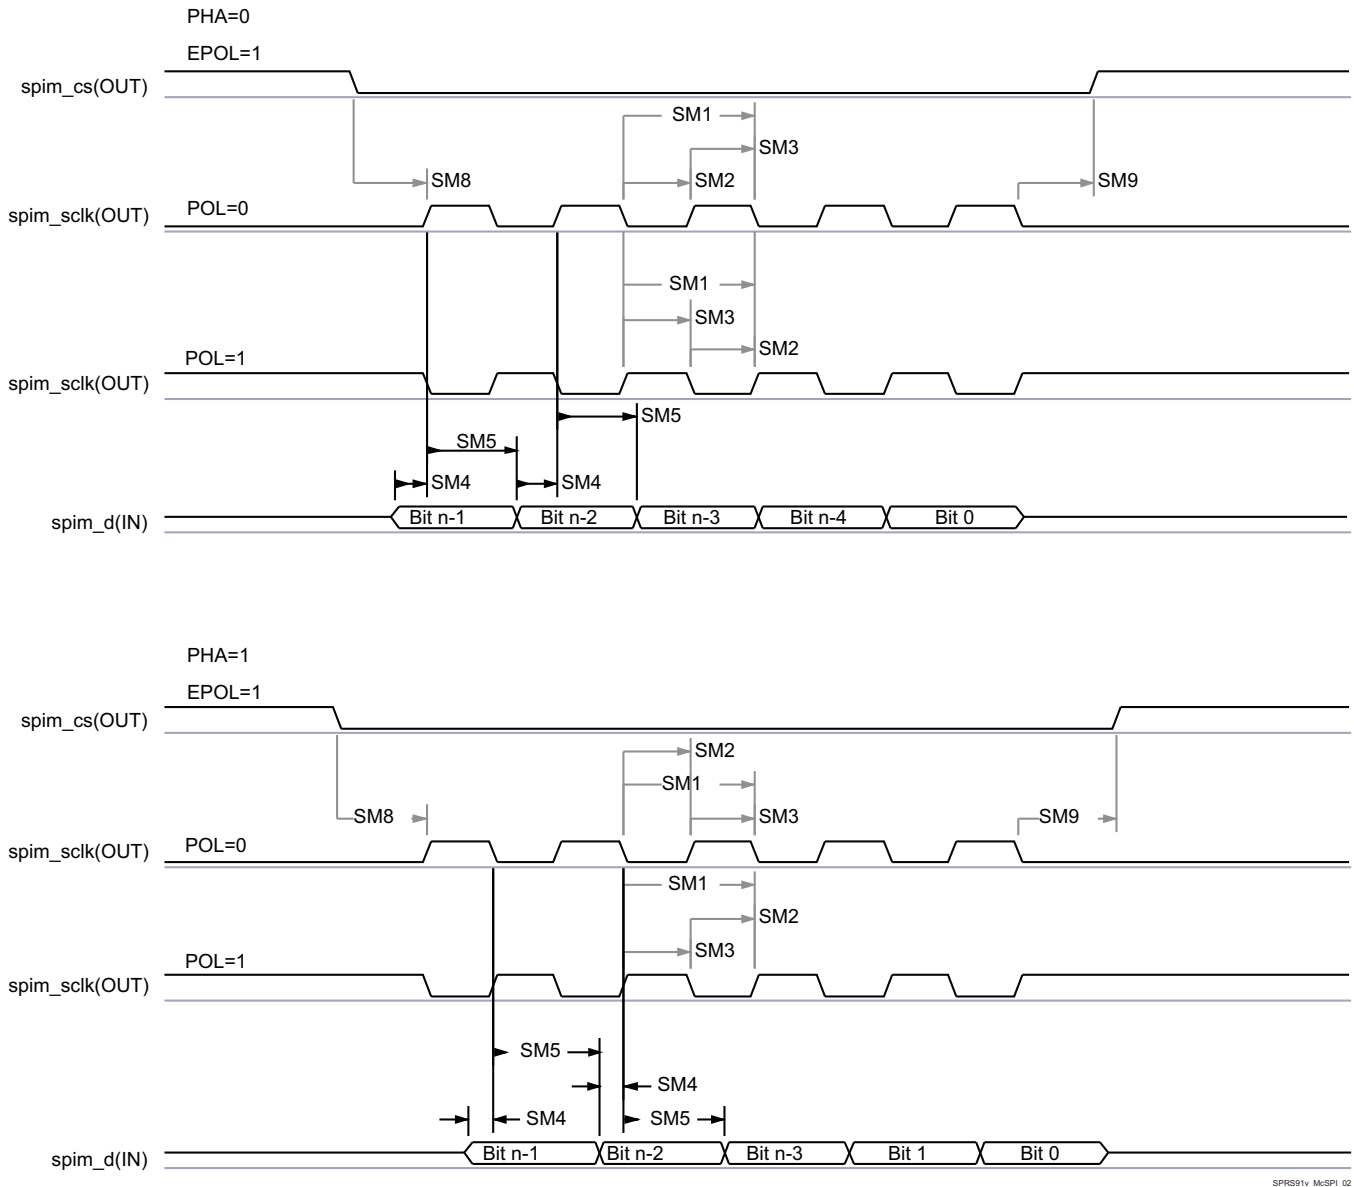 PHA=0
EPOL=1
spim_cs(OUT)
SM1
SM3
SM8
SM2
SM9
spim_sclk(OUT)
POL=0
SM1
SM3
SM2
POL=1
spim_sclk(OUT)
SM5
SM5
SM4
SM4
spim_d(IN)
Bit n-1
Bit n-2
Bit n-3
Bit n-4
Bit 0
PHA=1
EPOL=1
spim_cs(OUT)
SM2
SM1
SM8
SM3
SM9
spim_sclk(OUT)
POL=0
SM1
SM2
SM3
POL=1
spim_sclk(OUT)
SM5
SM4
SM4
SM5
spim_d(IN)
Bit n-1
Bit n-2
Bit n-3
Bit 1
Bit 0
SPRS91v_McSPI_02